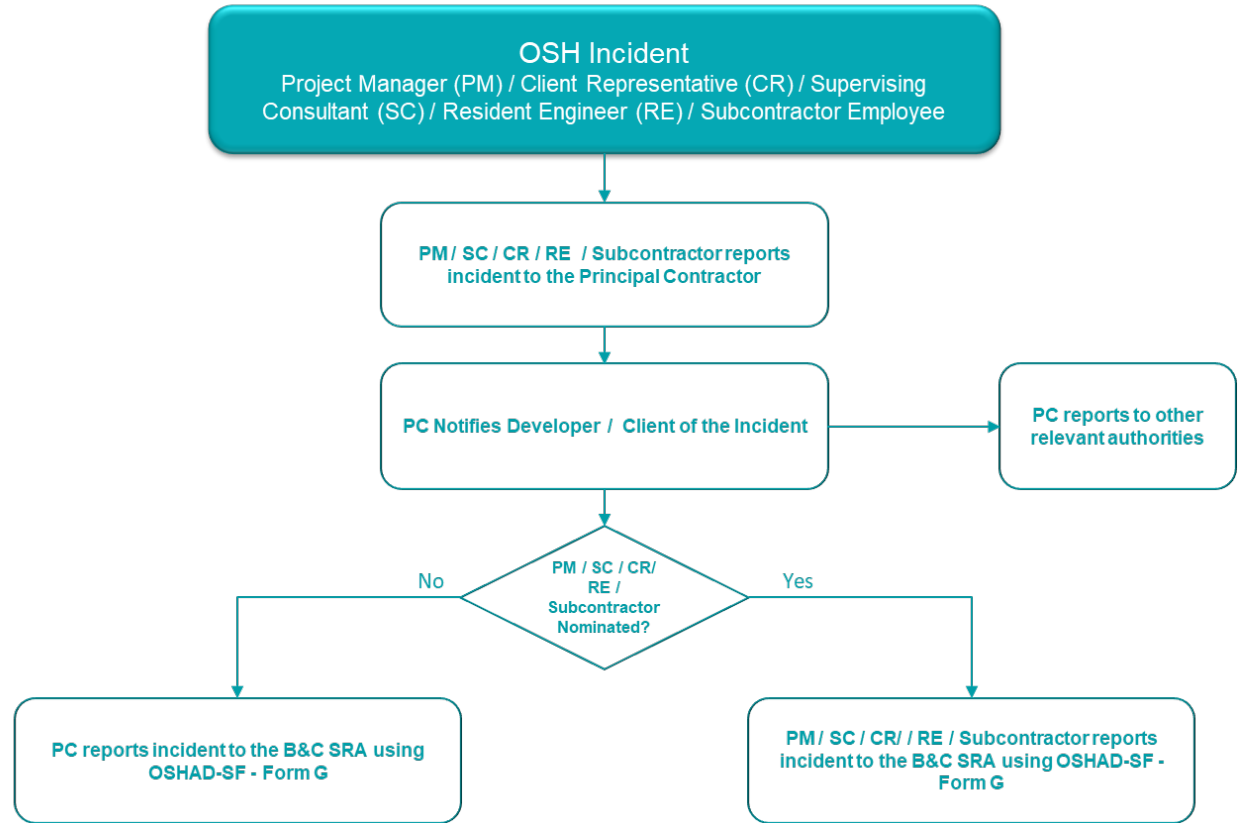 OSH Incident
Project Manager (PM) / Client Representative (CR) / Supervising
Consultant (SC) / Resident Engineer (RE) / Subcontractor Employee
PM / SC / CR / RE / Subcontractor reports
incident to the Principal Contractor
PC Notifies Developer / Client of the Incident
PC reports to other
relevant authorities
PM / SC / CR/
RE /
Subcontractor
Nominated?
No
Yes
PC reports incident to the B&C SRA using
OSHAD-SF - Form G
PM / SC / CR/ / RE / Subcontractor reports
incident to the B&C SRA using OSHAD-SF -
Form G